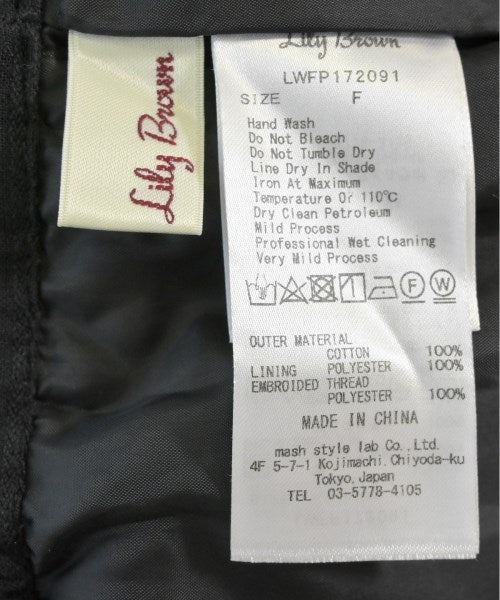 Lily Brown
Lily Brown
LWFP172091
SIZE F
Hand Wash
Do Not Bleach
Do Not Tumble Dry
Line Dry In Shade
Iron At Maximum
Temperature Or 110℃
Dry Clean Petroleum
Mild Process
Professional Wet Cleaning
Very Mild Process
F W
OUTER MATERIAL
COTTON 100%
LINING POLYESTER 100%
EMBROIDED THREAD
POLYESTER 100%
MADE IN CHINA
mash style lab Co., Ltd.
4F 5-7-1 Kojimachi, Chiyoda-ku
Tokyo, Japan
TEL 03-5778-4105